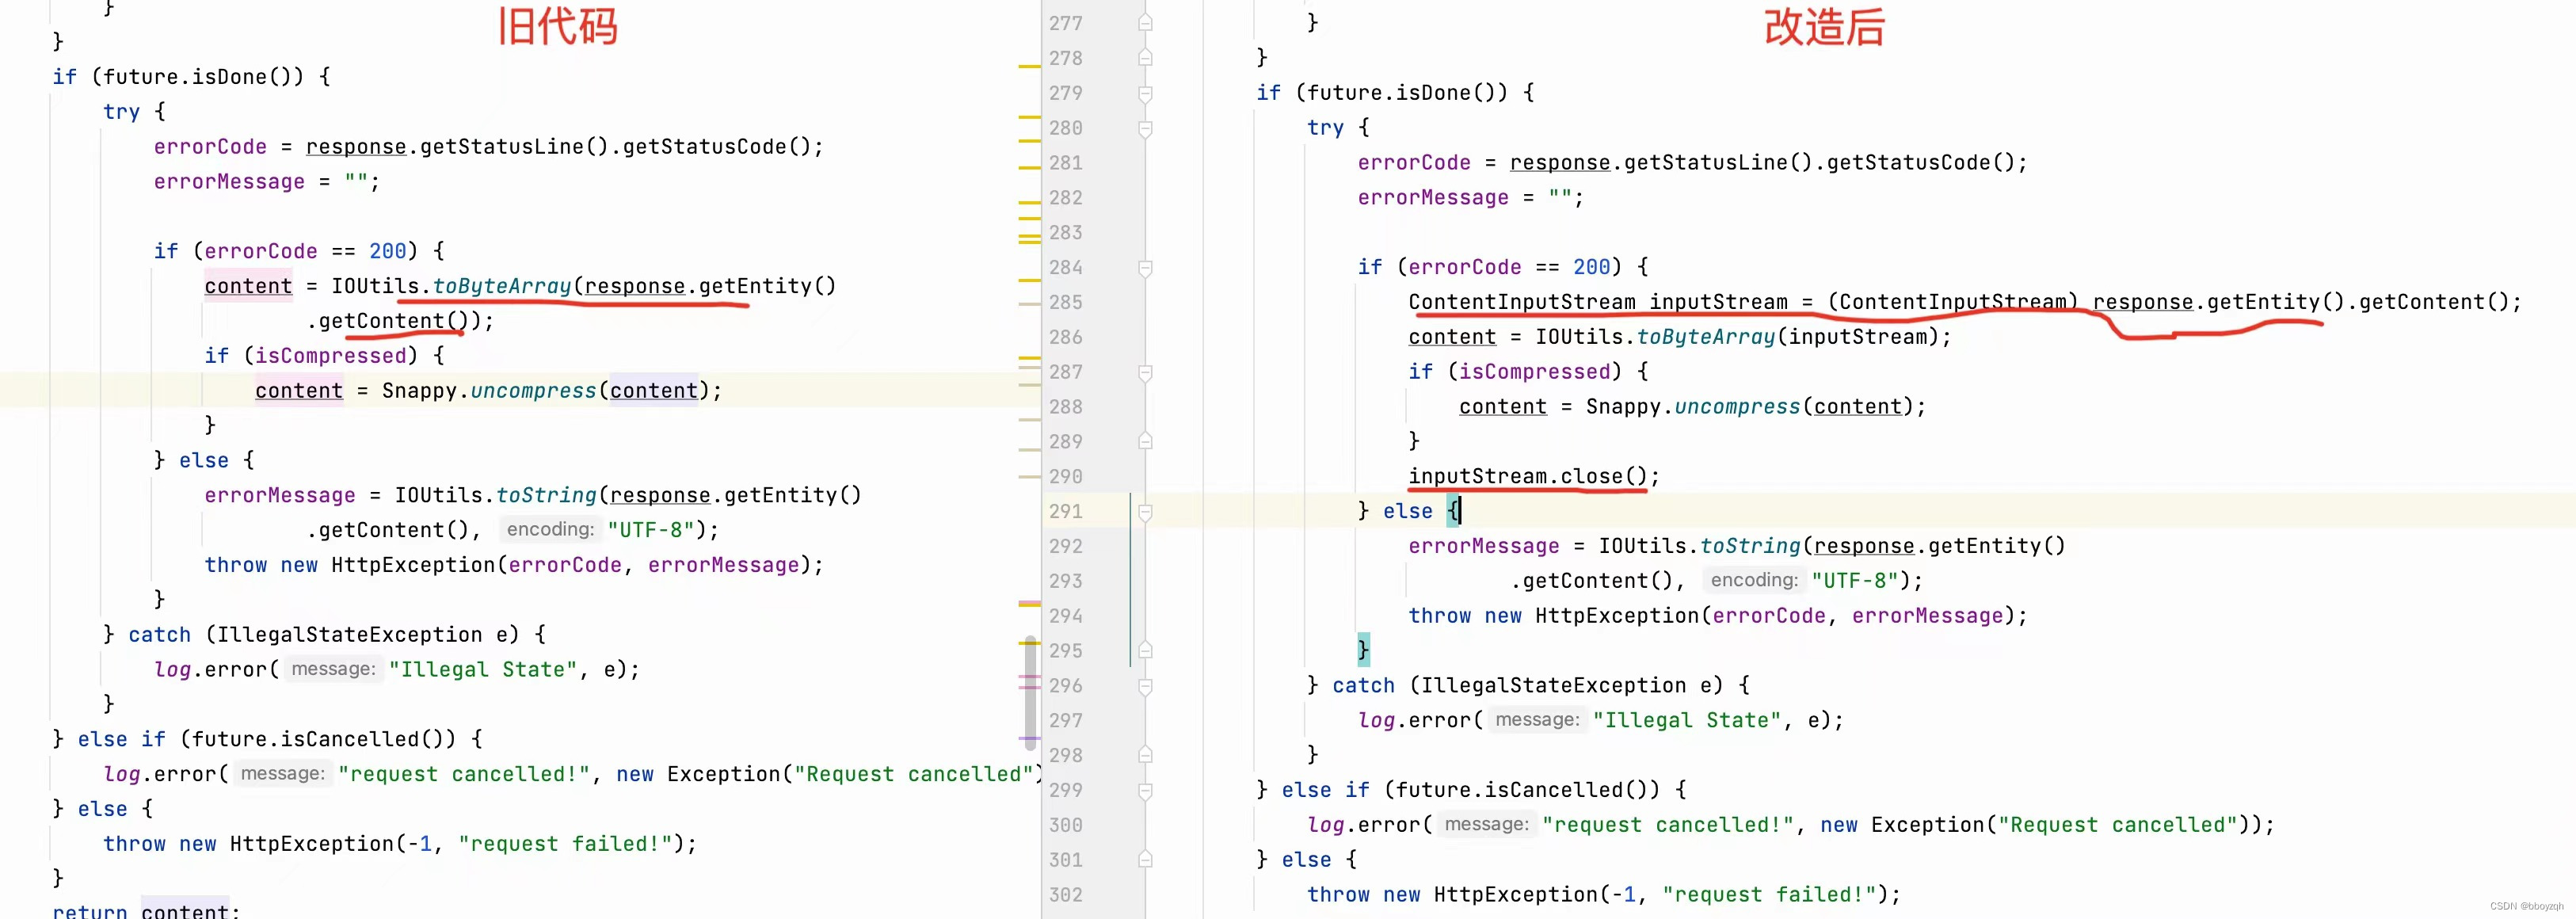 旧代码
}
}
if (future.isDone()) {
try {
errorCode = response.getStatusLine().getStatusCode();
errorMessage = "";
if (errorCode == 200) {
content = IOUtils.toByteArray(response.getEntity()
.getContent());
if (isCompressed) {
content = Snappy.uncompress(content);
}
} else {
errorMessage = IOUtils.toString(response.getEntity()
.getContent(), encoding: "UTF-8");
throw new HttpException(errorCode, errorMessage);
}
} catch (IllegalStateException e) {
log.error( message: "Illegal State", e);
}
} else if (future.isCancelled()) {
log.error( message: "request cancelled!", new Exception("Request cancelled")
} else {
throw new HttpException(-1, "request failed!");
}
return content;
改造后
277 }
278 }
279 if (future.isDone()) {
280 try {
281 errorCode = response.getStatusLine().getStatusCode();
282 errorMessage = "";
283
284 if (errorCode == 200) {
285 ContentInputStream inputStream = (ContentInputStream) response.getEntity().getContent();
286 content = IOUtils.toByteArray(inputStream);
287 if (isCompressed) {
288 content = Snappy.uncompress(content);
289 }
290 inputStream.close();
291 } else {
292 errorMessage = IOUtils.toString(response.getEntity()
293 .getContent(), encoding: "UTF-8");
294 throw new HttpException(errorCode, errorMessage);
295 }
296 } catch (IllegalStateException e) {
297 log.error( message: "Illegal State", e);
298 }
299 } else if (future.isCancelled()) {
300 log.error( message: "request cancelled!", new Exception("Request cancelled"));
301 } else {
302 throw new HttpException(-1, "request failed!");
CSDN @bboyzqh